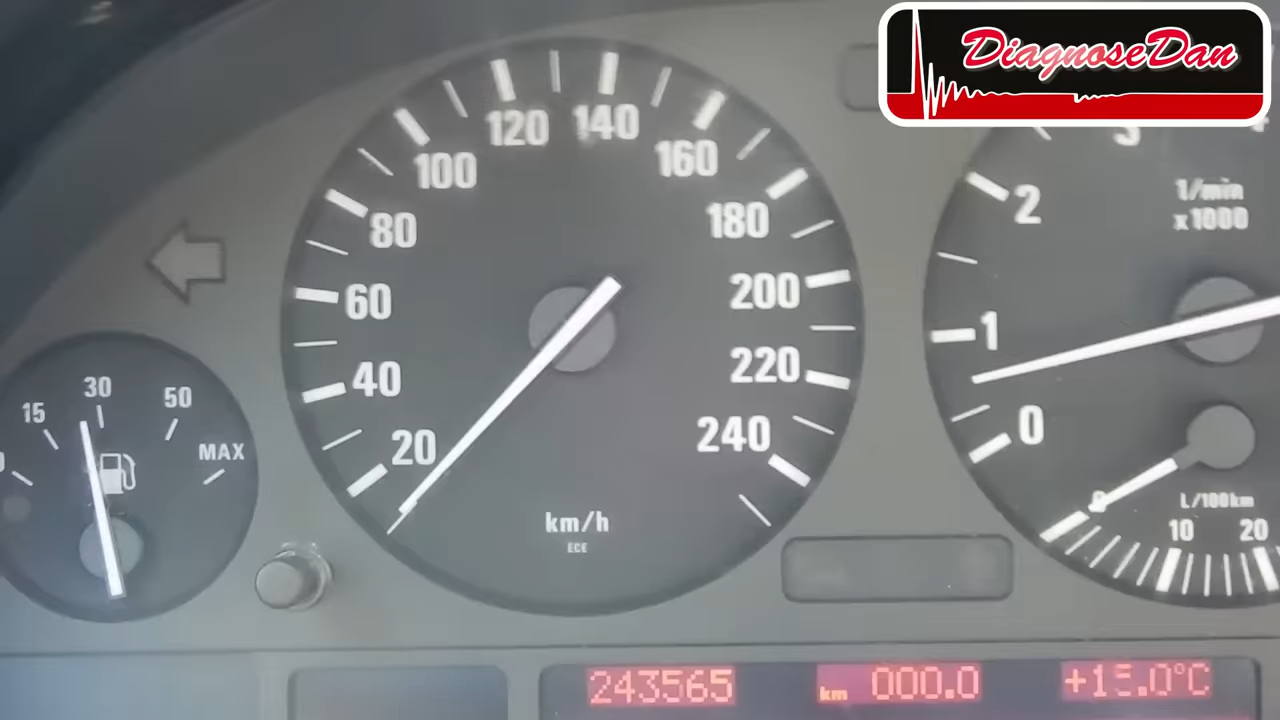 DiagnoseDan
120 140
100 160
80 180
60 200
40 220
20 240
km/h
ECE
3
2
1
0
1/min
x1000
L/100km
10 20
15 30 50 MAX
243565 km 000.0